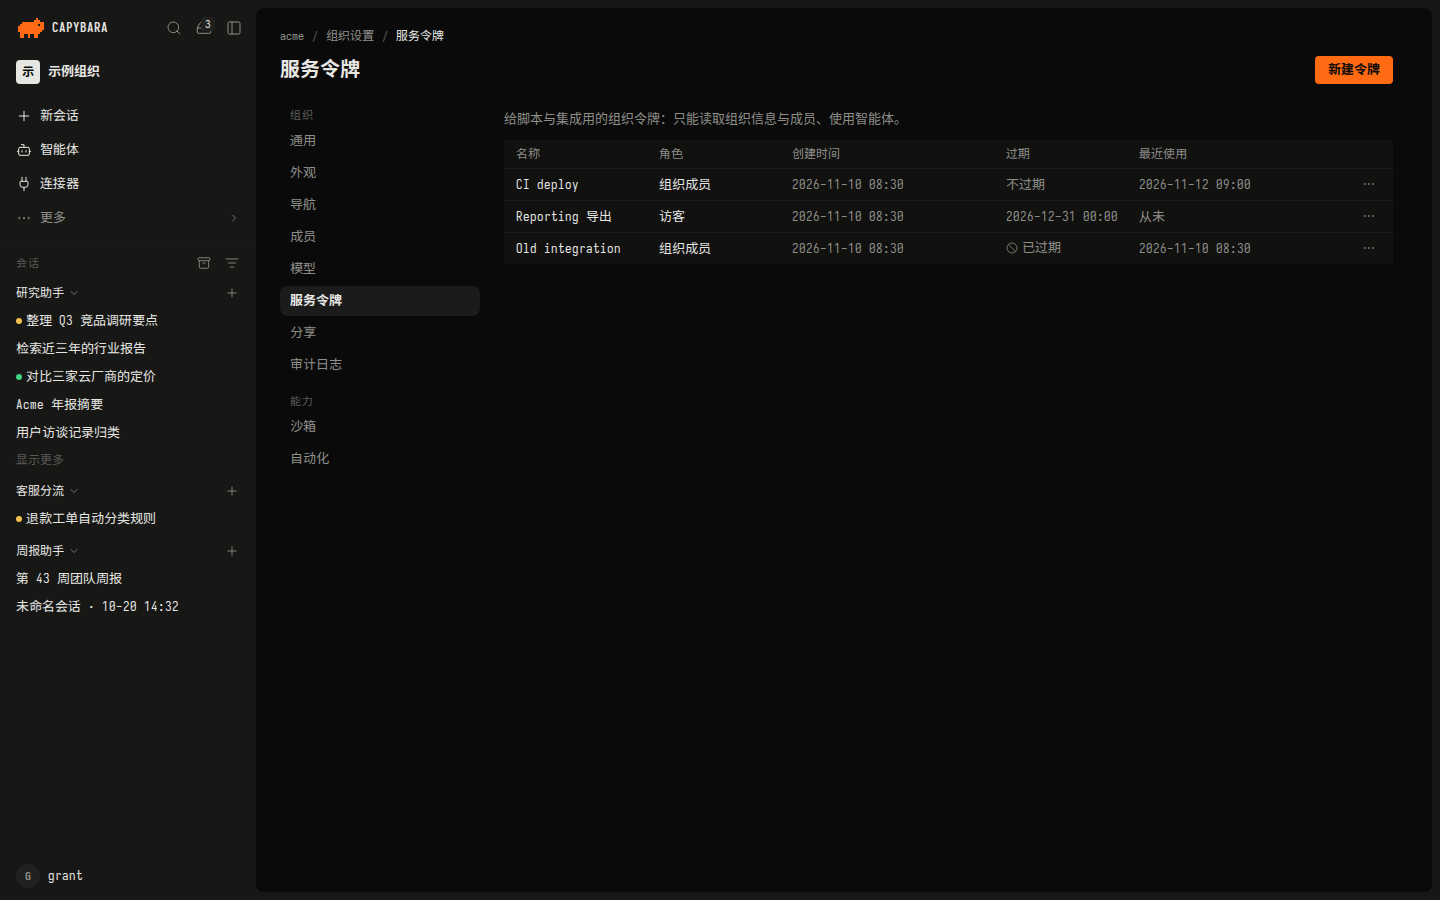 CAPYBARA
3
示 示例组织
新会话
智能体
连接器
更多
会话
研究助手
整理 Q3 竞品调研要点
检索近三年的行业报告
对比三家云厂商的定价
Acme 年报摘要
用户访谈记录归类
显示更多
客服分流
退款工单自动分类规则
周报助手
第 43 周团队周报
未命名会话 · 10-20 14:32
G grant
acme / 组织设置 / 服务令牌
服务令牌
新建令牌
组织
通用
外观
导航
成员
模型
服务令牌
分享
审计日志
能力
沙箱
自动化
给脚本与集成用的组织令牌：只能读取组织信息与成员、使用智能体。
名称 角色 创建时间 过期 最近使用
CI deploy 组织成员 2026-11-10 08:30 不过期 2026-11-12 09:00
Reporting 导出 访客 2026-11-10 08:30 2026-12-31 00:00 从未
Old integration 组织成员 2026-11-10 08:30 已过期 2026-11-10 08:30